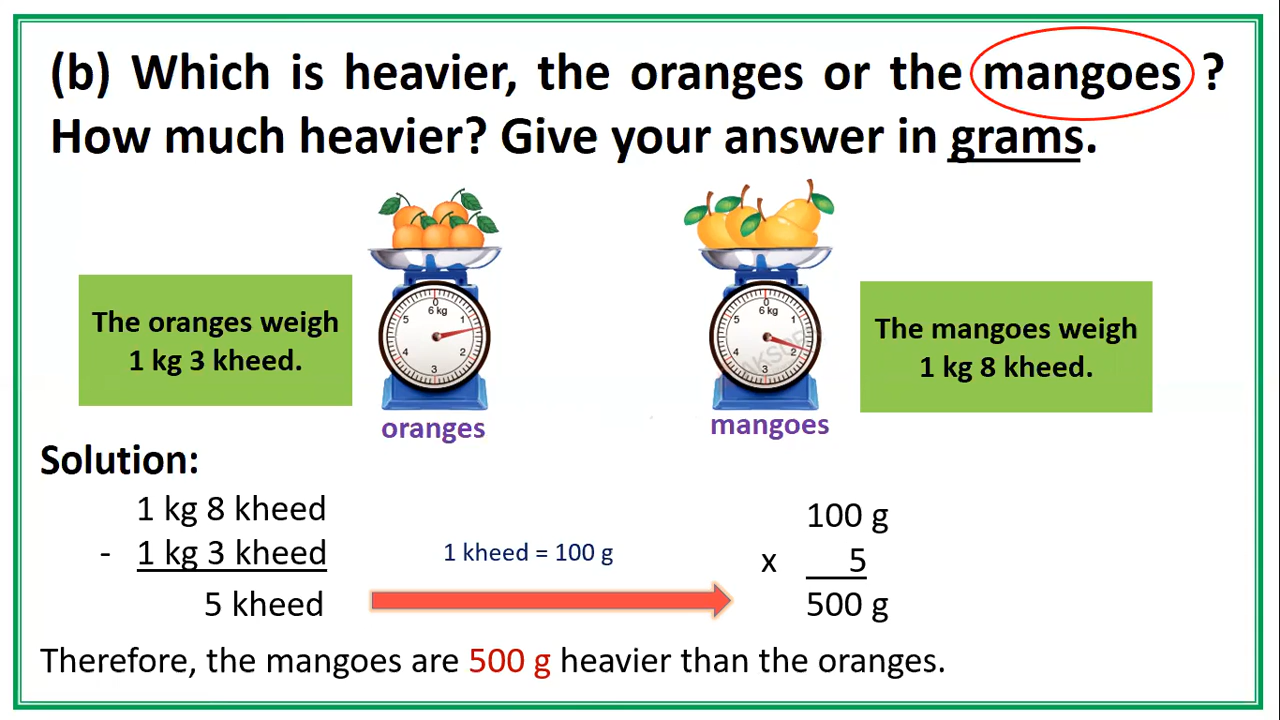 (b) Which is heavier, the oranges or the mangoes ?
How much heavier? Give your answer in grams.
The oranges weigh
1 kg 3 kheed.
0
6 kg
1
2
3
4
5
oranges
0
6 kg
1
2
3
4
5
mangoes
The mangoes weigh
1 kg 8 kheed.
Solution:
1 kg 8 kheed
- 1 kg 3 kheed
5 kheed
1 kheed = 100 g
100 g
x 5
500 g
Therefore, the mangoes are 500 g heavier than the oranges.